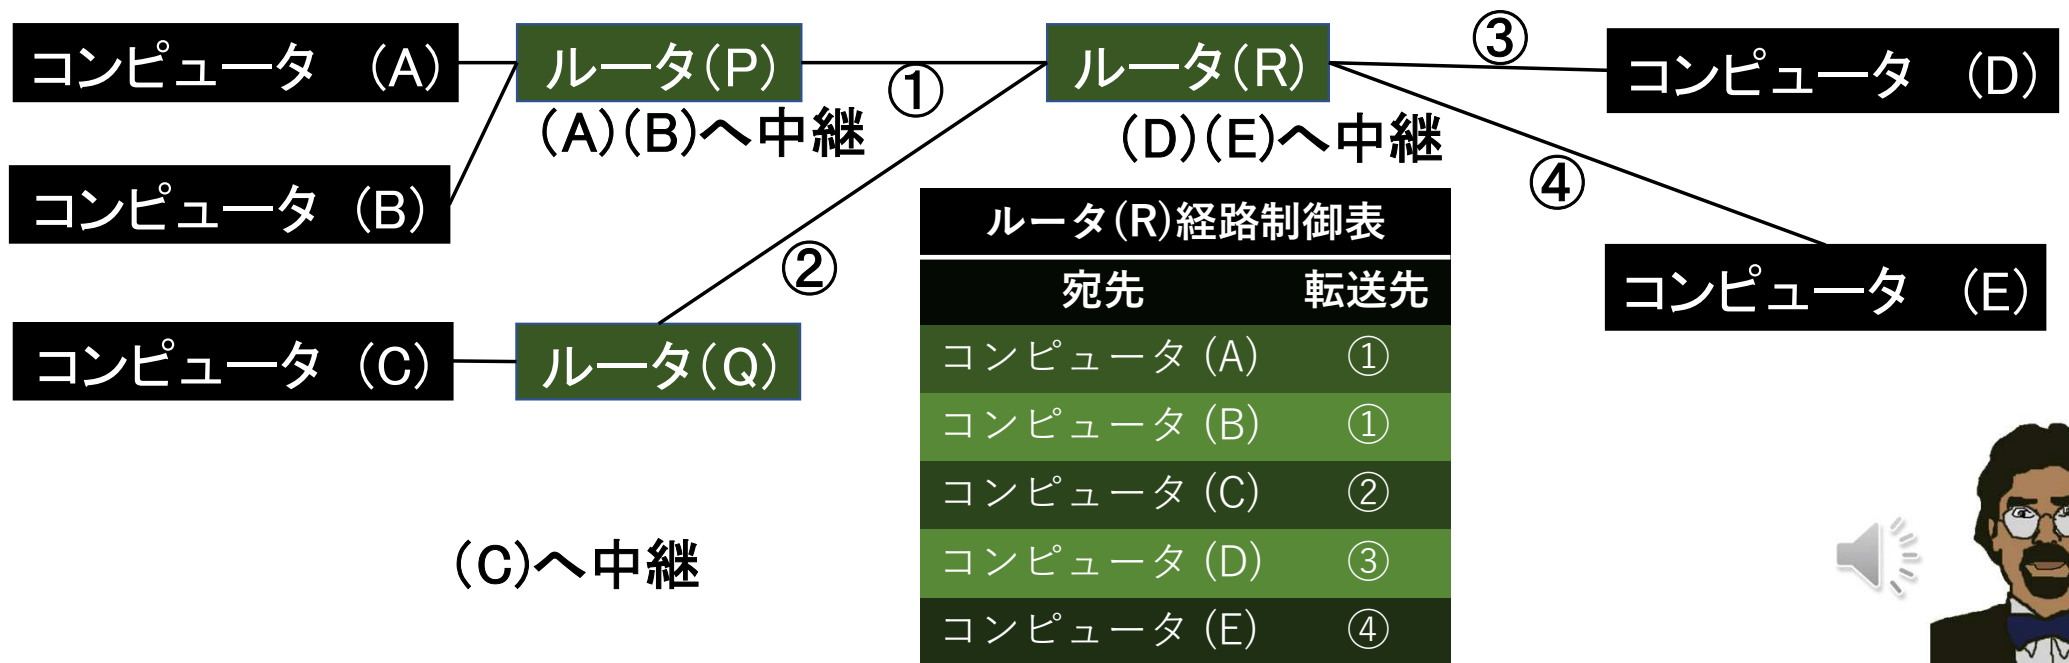 コンピュータ (A)
ルータ(P)
①
ルータ(R)
③
コンピュータ (D)
(A)(B)へ中継
(D)(E)へ中継
コンピュータ (B)
④
②
コンピュータ (E)
コンピュータ (C)
ルータ(Q)
(C)へ中継
ルータ(R)経路制御表
宛先 転送先
コンピュータ (A) ①
コンピュータ (B) ①
コンピュータ (C) ②
コンピュータ (D) ③
コンピュータ (E) ④